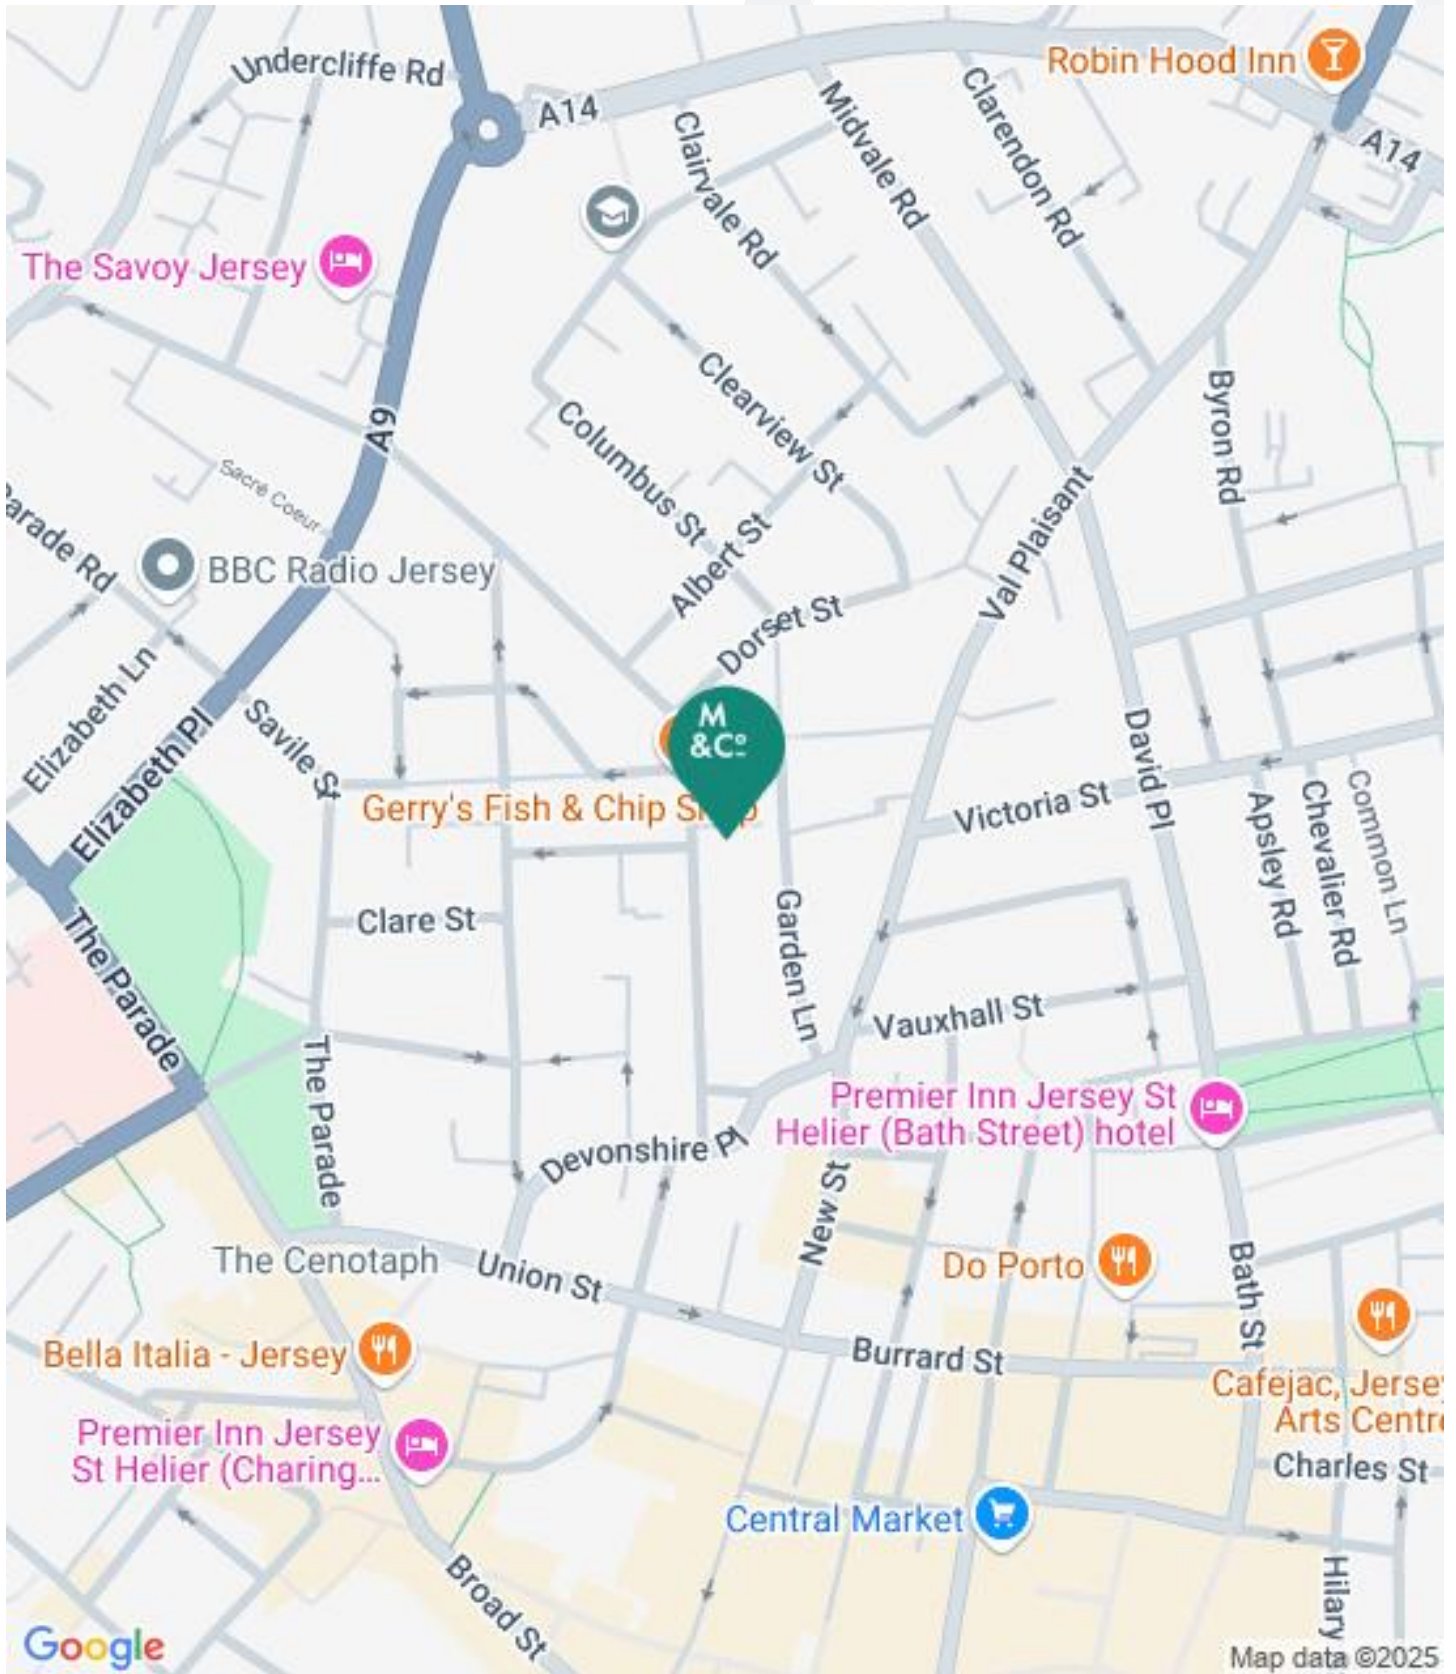 Undercliffe Rd
A14
Robin Hood Inn
A14
Clairvale Rd
Midvale Rd
Clarendon Rd
The Savoy Jersey
A9
Clearview St
Columbus St
Byron Rd
Sacré Coeur
Parade Rd
BBC Radio Jersey
Albert St
Val Plaisant
Dorset St
Elizabeth Ln
Elizabeth Pl
Savile St
M
&Cº
David Pl
Gerry's Fish & Chip Shop
Victoria St
Apsley Rd
Chevalier Rd
Common Ln
Clare St
Garden Ln
The Parade
Vauxhall St
The Parade
Premier Inn Jersey St
Helier (Bath Street) hotel
Devonshire Pl
New St
The Cenotaph
Union St
Do Porto
Bath St
Bella Italia - Jersey
Burrard St
Cafejac, Jersey
Arts Centre
Premier Inn Jersey
St Helier (Charing...
Charles St
Central Market
Broad St
Hilary
Google
Map data ©2025